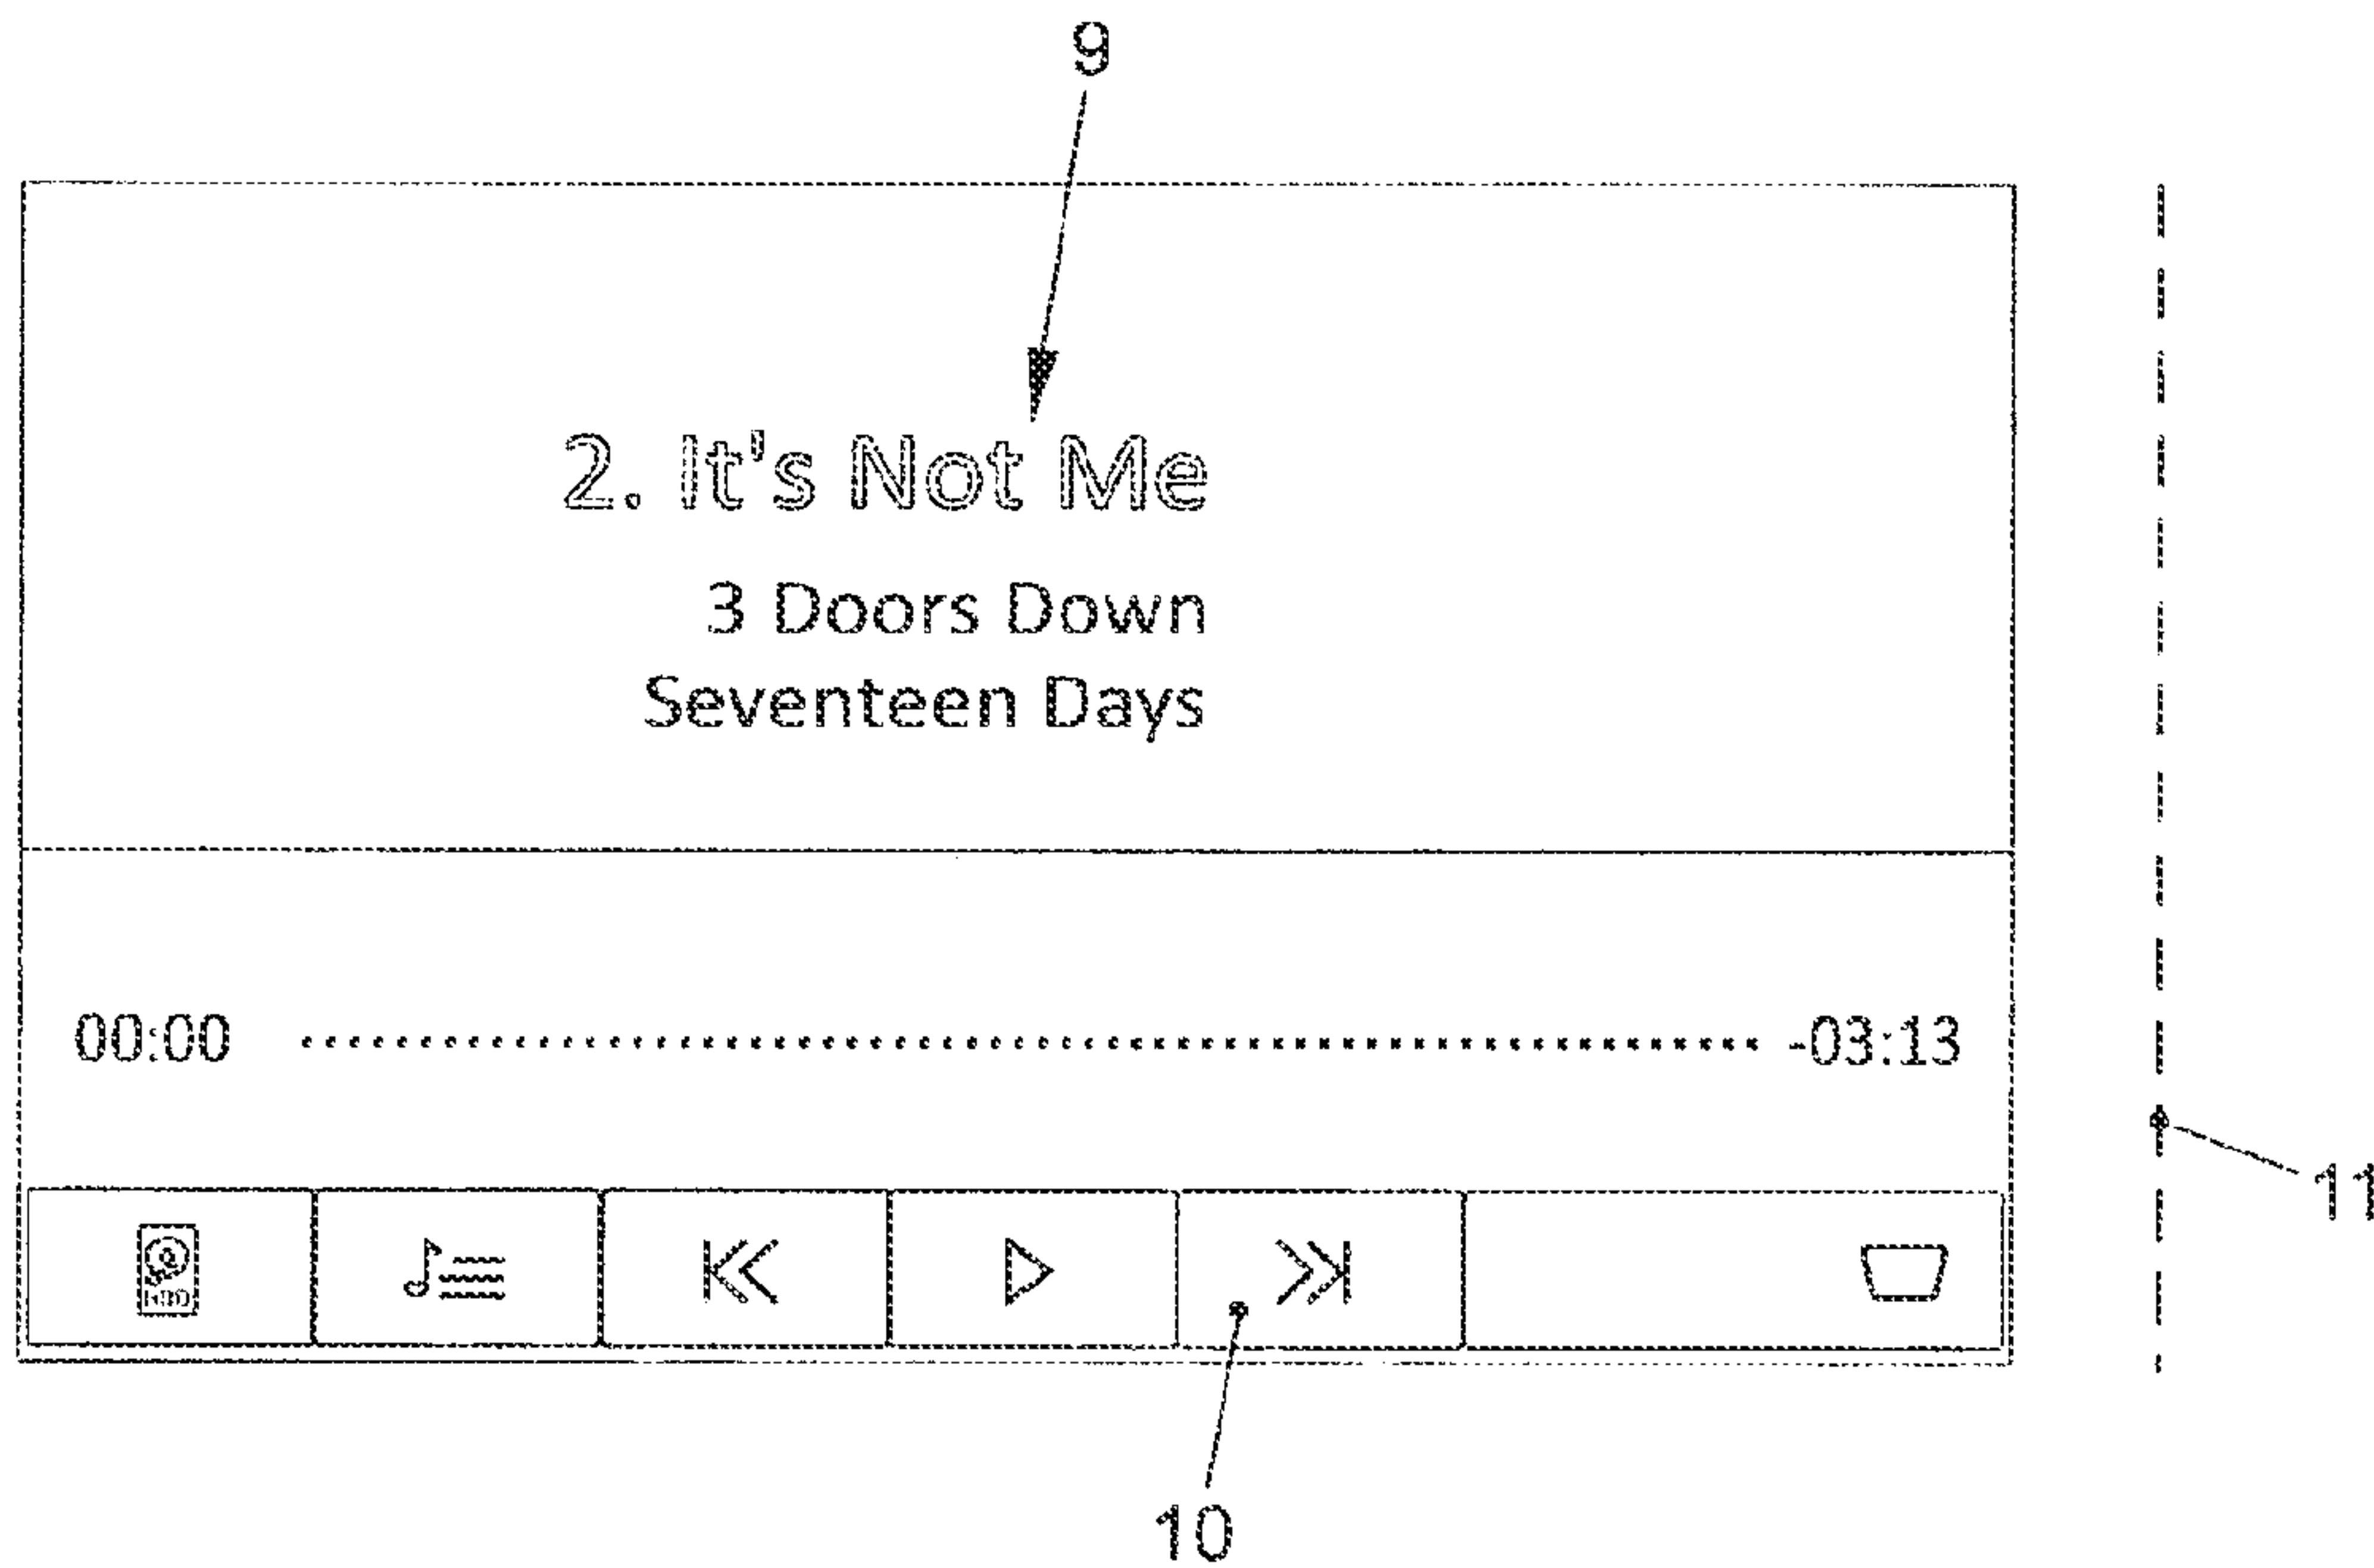 9
2. It's Not Me
3 Doors Down
Seventeen Days
00:00 -03:13
11
HDD
10